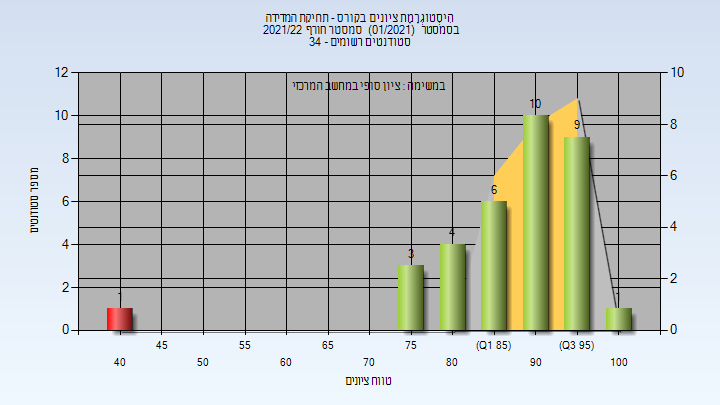 היסטוגרמת ציונים בקורס - תחיקת המדידה
בסמסטר (01/2021) סמסטר חורף 2021/22
סטודנטים רשומים - 34
במשימה : ציון סופי במחשב המרכזי
12 10 8 6 4 2 0
10 8 6 4 2 0
מספר סטודנטים
1 3 4 6 10 9 1
45 55 65 75 (Q1 85) (Q3 95)
40 50 60 70 80 90 100
טווח ציונים